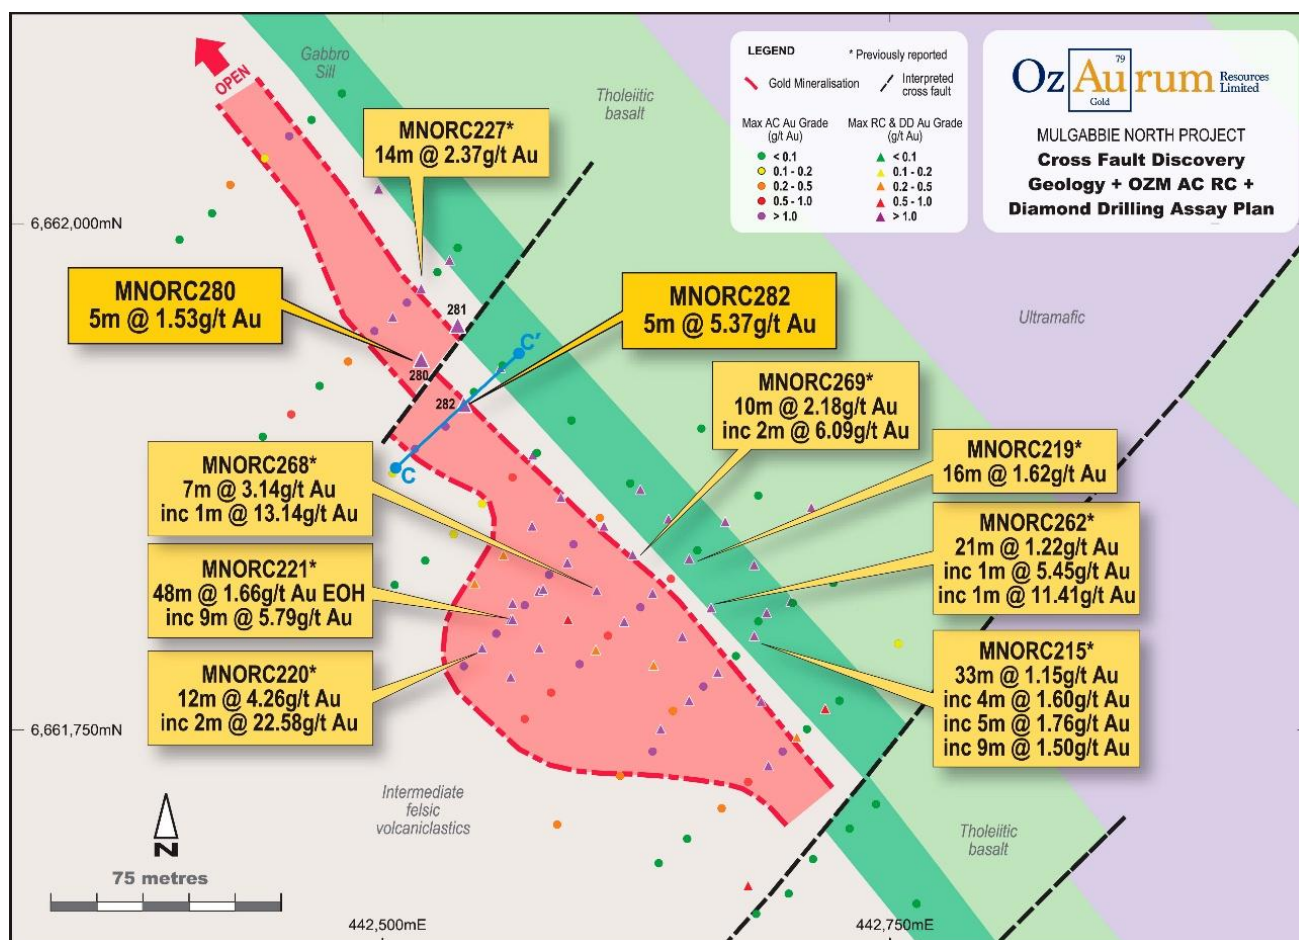 OPEN
Gabbro
Sill
Tholeiitic
basalt
LEGEND
* Previously reported
Gold Mineralisation
Interpreted
cross fault
Max AC Au Grade
(g/t Au)
< 0.1
0.1 - 0.2
0.2 - 0.5
0.5 - 1.0
> 1.0
Max RC & DD Au Grade
(g/t Au)
< 0.1
0.1 - 0.2
0.2 - 0.5
0.5 - 1.0
> 1.0
79
OzAurum Resources
Limited
Gold
MULGABBIE NORTH PROJECT
Cross Fault Discovery
Geology + OZM AC RC +
Diamond Drilling Assay Plan
MNORC227*
14m @ 2.37g/t Au
6,662,000mN
MNORC280
5m @ 1.53g/t Au
281
MNORC282
5m @ 5.37g/t Au
Ultramafic
C'
280
282
C
MNORC269*
10m @ 2.18g/t Au
inc 2m @ 6.09g/t Au
MNORC268*
7m @ 3.14g/t Au
inc 1m @ 13.14g/t Au
MNORC219*
16m @ 1.62g/t Au
MNORC262*
21m @ 1.22g/t Au
inc 1m @ 5.45g/t Au
inc 1m @ 11.41g/t Au
MNORC221*
48m @ 1.66g/t Au EOH
inc 9m @ 5.79g/t Au
MNORC220*
12m @ 4.26g/t Au
inc 2m @ 22.58g/t Au
MNORC215*
33m @ 1.15g/t Au
inc 4m @ 1.60g/t Au
inc 5m @ 1.76g/t Au
inc 9m @ 1.50g/t Au
6,661,750mN
Intermediate
felsic
volcaniclastics
Tholeiitic
basalt
N
75 metres
442,500mE
442,750mE